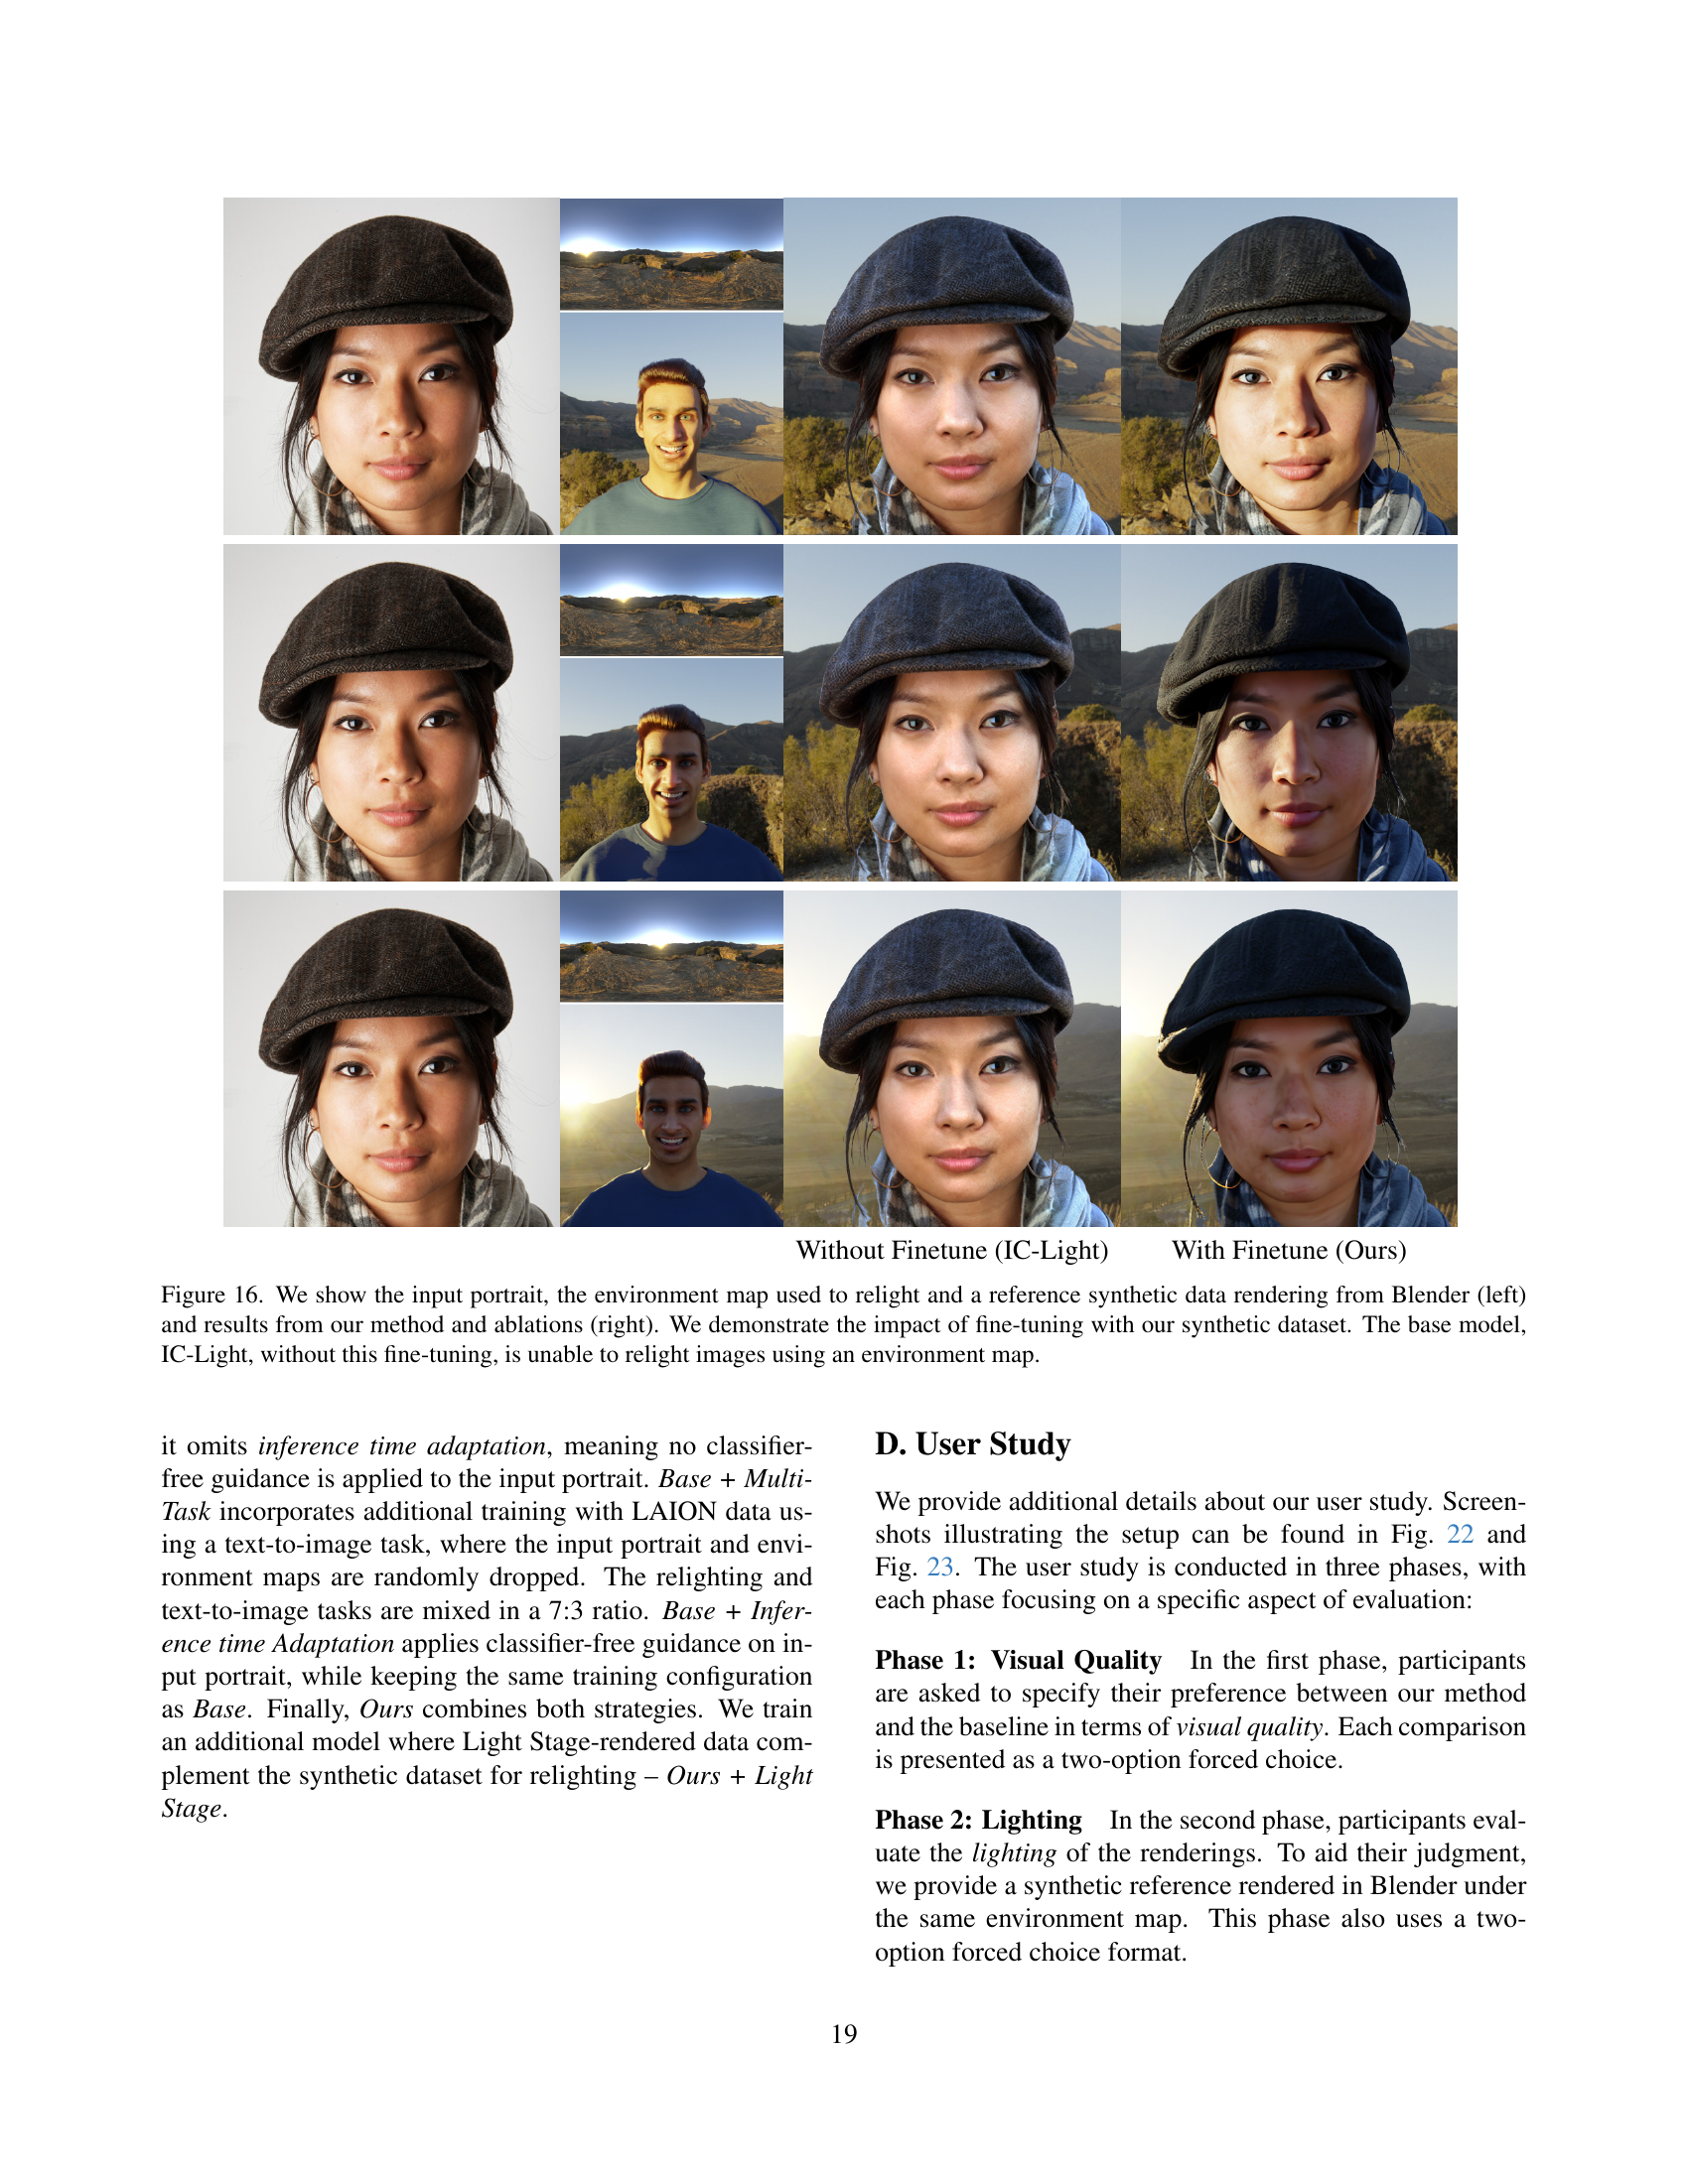 Without Finetune (IC-Light)
With Finetune (Ours)
Figure 16. We show the input portrait, the environment map used to relight and a reference synthetic data rendering from Blender (left)
and results from our method and ablations (right). We demonstrate the impact of fine-tuning with our synthetic dataset. The base model,
IC-Light, without this fine-tuning, is unable to relight images using an environment map.
it omits inference time adaptation, meaning no classifier-
free guidance is applied to the input portrait. Base + Multi-
Task incorporates additional training with LAION data us-
ing a text-to-image task, where the input portrait and envi-
ronment maps are randomly dropped. The relighting and
text-to-image tasks are mixed in a 7:3 ratio. Base + Infer-
ence time Adaptation applies classifier-free guidance on in-
put portrait, while keeping the same training configuration
as Base. Finally, Ours combines both strategies. We train
an additional model where Light Stage-rendered data com-
plement the synthetic dataset for relighting – Ours + Light
Stage.
D. User Study
We provide additional details about our user study. Screen-
shots illustrating the setup can be found in Fig. 22 and
Fig. 23. The user study is conducted in three phases, with
each phase focusing on a specific aspect of evaluation:
Phase 1: Visual Quality In the first phase, participants
are asked to specify their preference between our method
and the baseline in terms of visual quality. Each comparison
is presented as a two-option forced choice.
Phase 2: Lighting In the second phase, participants eval-
uate the lighting of the renderings. To aid their judgment,
we provide a synthetic reference rendered in Blender under
the same environment map. This phase also uses a two-
option forced choice format.
19